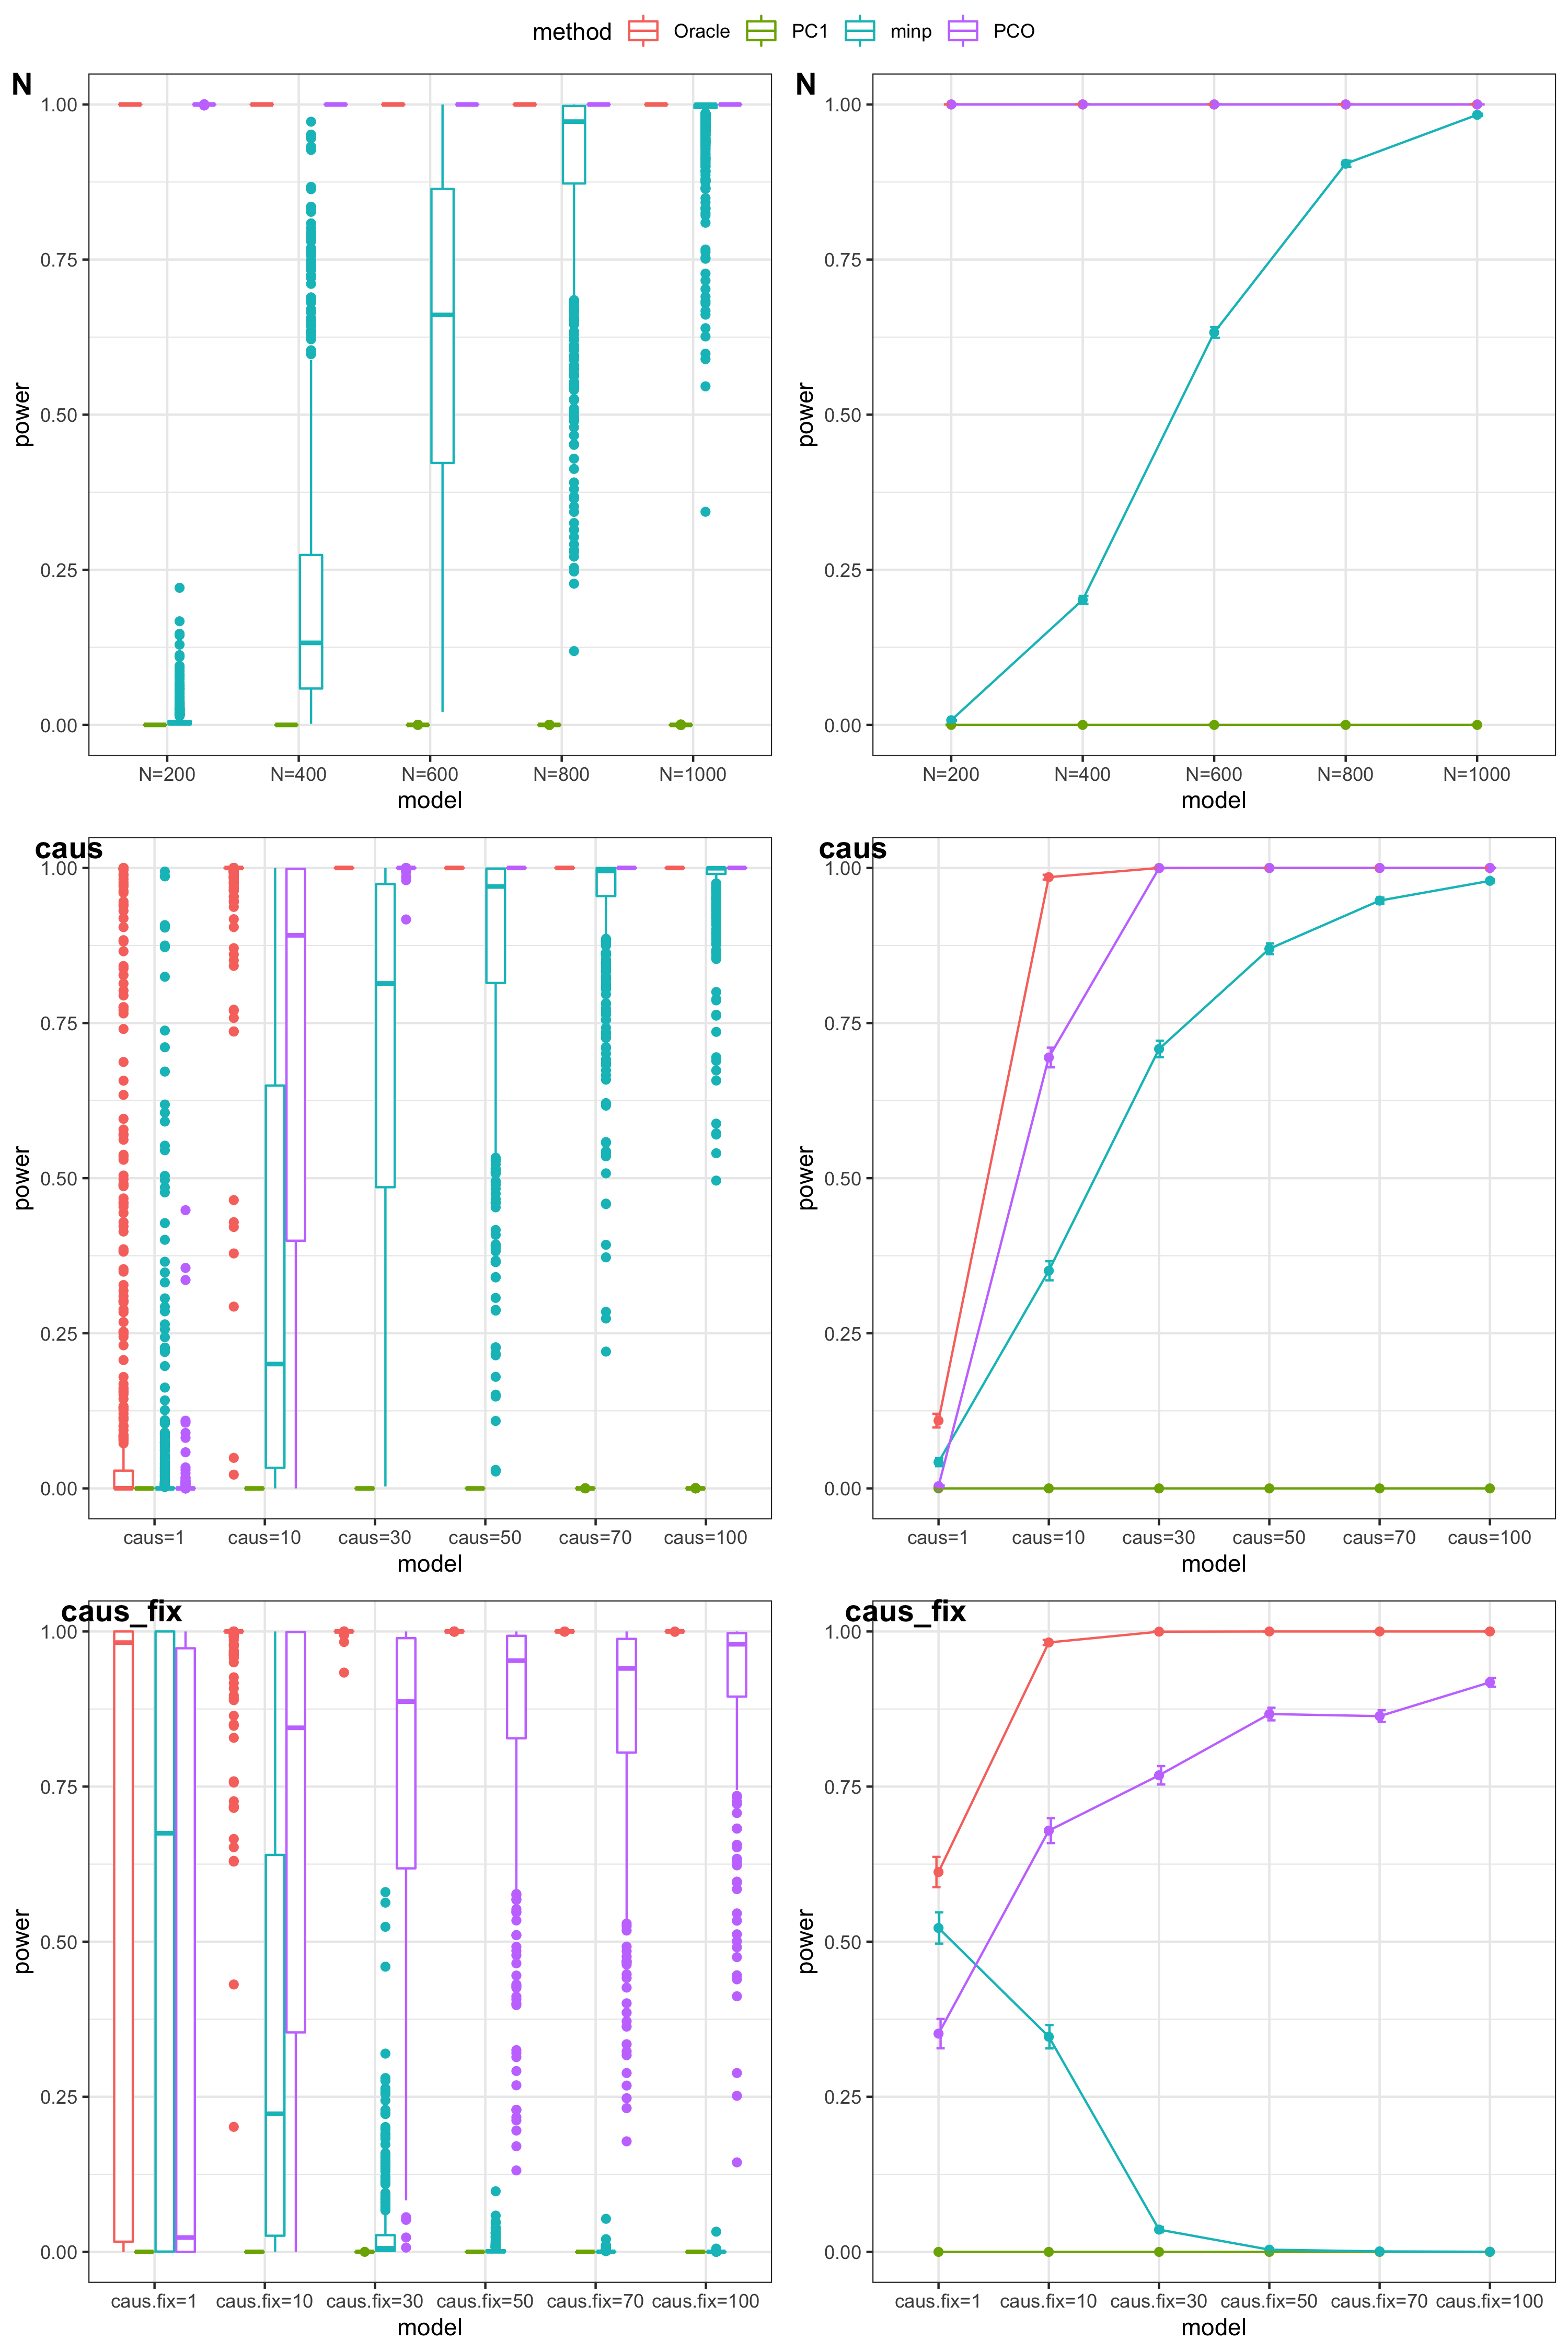 method Oracle PC1 minp PCO
N
1.00
0.75
0.50
0.25
0.00
power
N=200 N=400 N=600 N=800 N=1000
model
N
1.00
0.75
0.50
0.25
0.00
power
N=200 N=400 N=600 N=800 N=1000
model
caus
1.00
0.75
0.50
0.25
0.00
power
caus=1 caus=10 caus=30 caus=50 caus=70 caus=100
model
caus
1.00
0.75
0.50
0.25
0.00
power
caus=1 caus=10 caus=30 caus=50 caus=70 caus=100
model
caus_fix
1.00
0.75
0.50
0.25
0.00
power
caus.fix=1 caus.fix=10 caus.fix=30 caus.fix=50 caus.fix=70 caus.fix=100
model
caus_fix
1.00
0.75
0.50
0.25
0.00
power
caus.fix=1 caus.fix=10 caus.fix=30 caus.fix=50 caus.fix=70 caus.fix=100
model